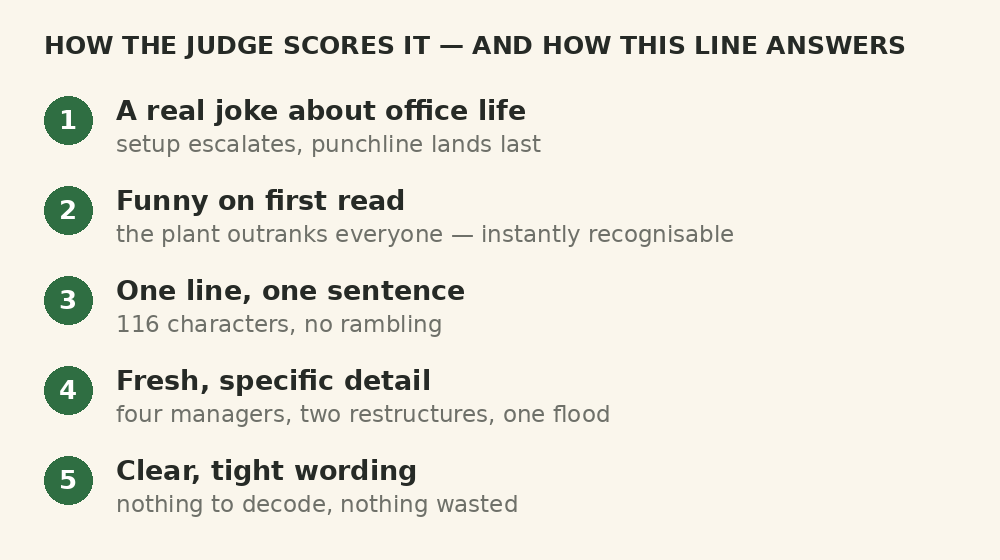 HOW THE JUDGE SCORES IT — AND HOW THIS LINE ANSWERS
1
A real joke about office life
setup escalates, punchline lands last
2
Funny on first read
the plant outranks everyone — instantly recognisable
3
One line, one sentence
116 characters, no rambling
4
Fresh, specific detail
four managers, two restructures, one flood
5
Clear, tight wording
nothing to decode, nothing wasted